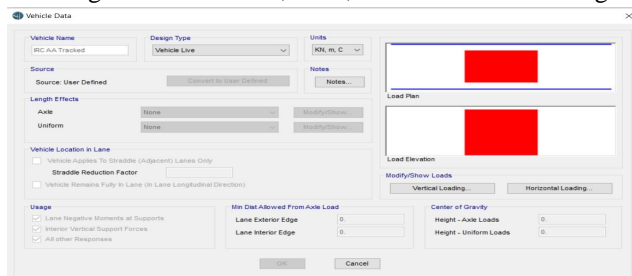 Vehicle Data
Vehicle Name
IRC AA Tracked
Design Type
Vehicle Live
Units
KN, m, C
Source
Source: User Defined
Convert to User Defined
Notes
Notes...
Load Plan
Length Effects
Axle
None
Modify/Show...
Uniform
None
Modify/Show...
Load Elevation
Vehicle Location in Lane
Vehicle Applies To Straddle (Adjacent) Lanes Only
Straddle Reduction Factor
Vehicle Remains Fully In Lane (In Lane Longitudinal Direction)
Modify/Show Loads
Vertical Loading...
Horizontal Loading...
Usage
Lane Negative Moments at Supports
Interior Vertical Support Forces
All other Responses
Min Dist Allowed From Axle Load
Lane Exterior Edge
0.
Lane Interior Edge
0.
Center of Gravity
Height - Axle Loads
0.
Height - Uniform Loads
0.
OK
Cancel